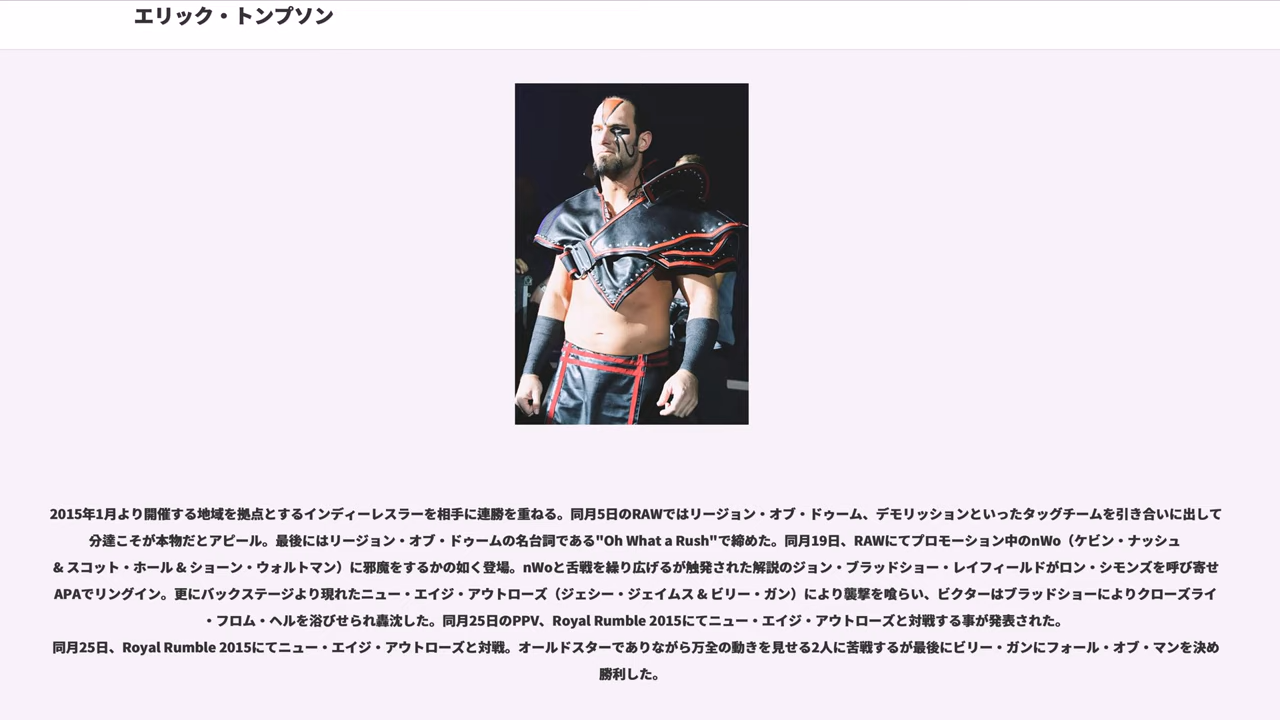 エリック・トンプソン
2015年1月より開催する地域を拠点とするインディーレスラーを相手に連勝を重ねる。同月5日のRAWではリージョン・オブ・ドゥーム、デモリッションといったタッグチームを引き合いに出して
分達こそが本物だとアピール。最後にはリージョン・オブ・ドゥームの名台詞である"Oh What a Rush"で締めた。同月19日、RAWにてプロモーション中のnWo（ケビン・ナッシュ
& スコット・ホール & ショーン・ウォルトマン）に邪魔をするかの如く登場。nWoと舌戦を繰り広げるが触発された解説のジョン・ブラッドショー・レイフィールドがロン・シモンズを呼び寄せ
APAでリングイン。更にバックステージより現れたニュー・エイジ・アウトローズ（ジェシー・ジェイムス & ビリー・ガン）により襲撃を喰らい、ビクターはブラッドショーによりクローズライ
・フロム・ヘルを浴びせられ轟沈した。同月25日のPPV、Royal Rumble 2015にてニュー・エイジ・アウトローズと対戦する事が発表された。
同月25日、Royal Rumble 2015にてニュー・エイジ・アウトローズと対戦。オールドスターでありながら万全の動きを見せる2人に苦戦するが最後にビリー・ガンにフォール・オブ・マンを決め
勝利した。